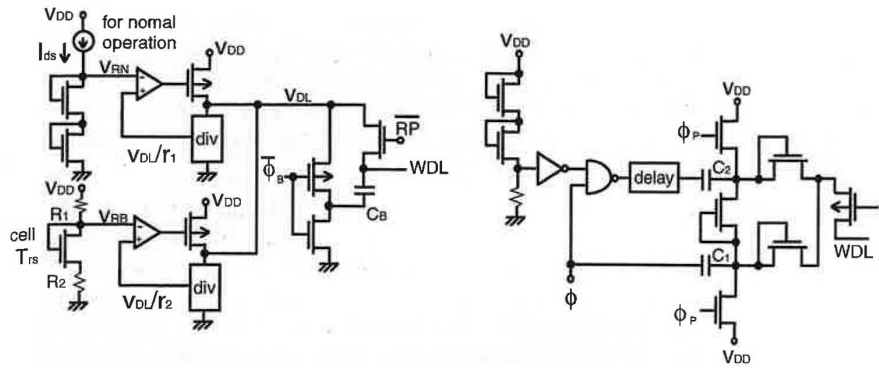 VDD
for nomal
operation
Ids
VRN
VDD
VDL
div
VDL/r1
RP
WDL
φB
CB
VDD
R1
VRB
VDD
cell
Trs
R2
div
VDL/r2
VDD
VDD
φP
C2
delay
C1
WDL
φ
φP
VDD